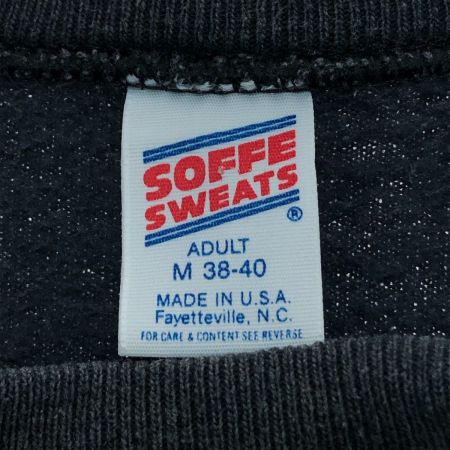 SOFFE
SWEATS
®
ADULT
M 38-40
MADE IN U.S.A.
Fayetteville, N.C.
FOR CARE & CONTENT SEE REVERSE